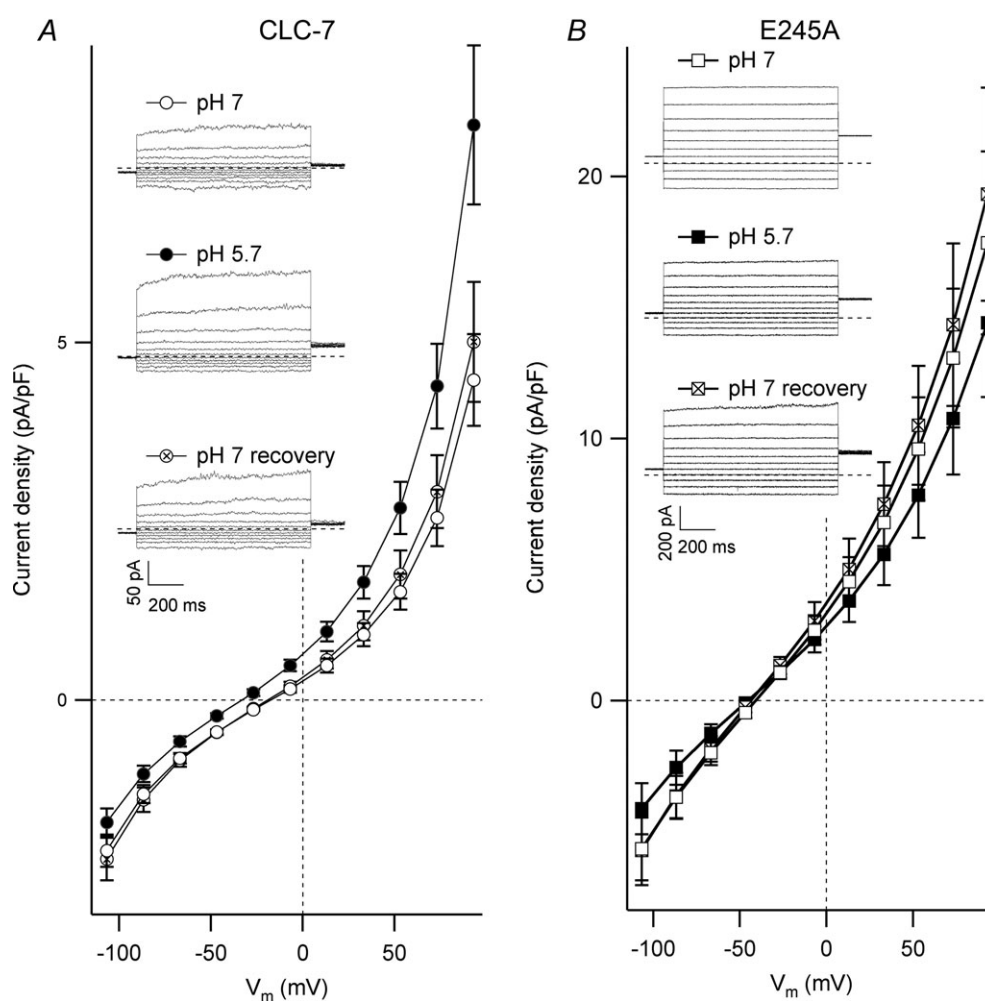 A CLC-7
Current density (pA/pF)
5
0
pH 7
pH 5.7
pH 7 recovery
50 pA
200 ms
-100 -50 0 50
Vm (mV)
B E245A
Current density (pA/pF)
20
10
0
pH 7
pH 5.7
pH 7 recovery
200 pA
200 ms
-100 -50 0 50
Vm (mV)